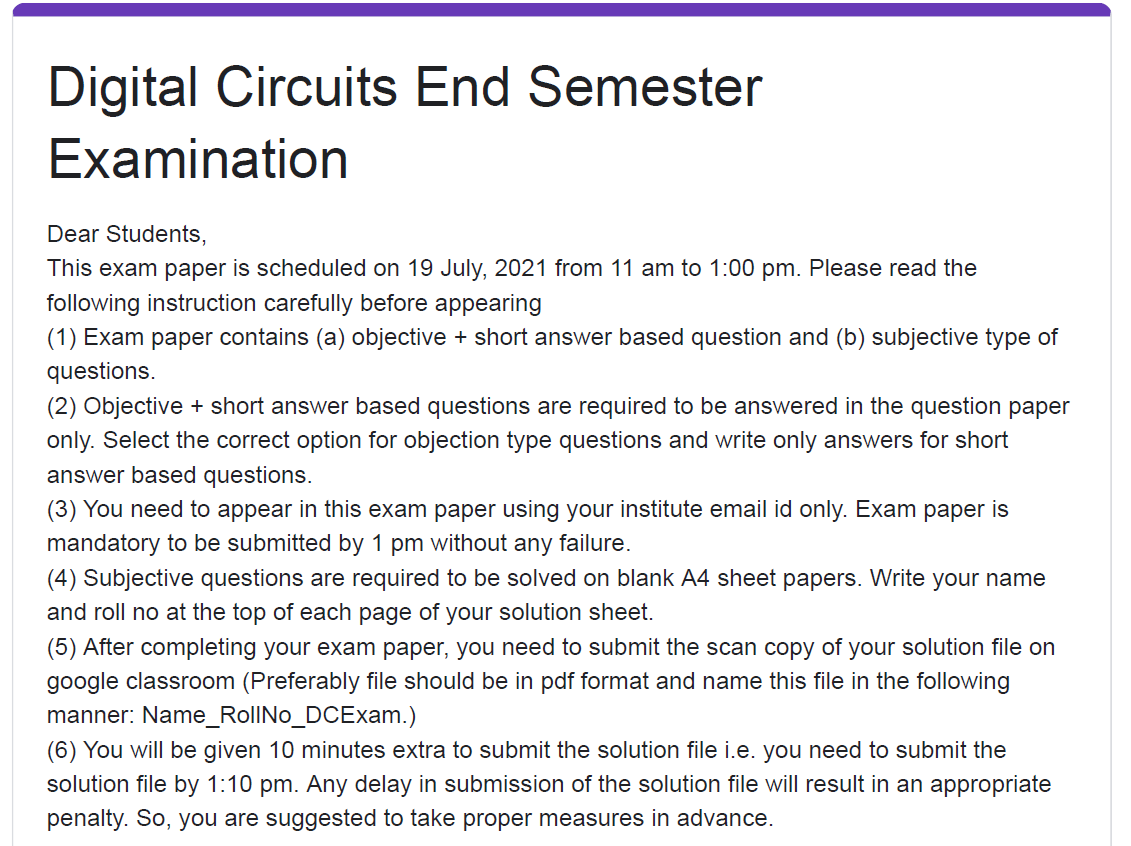 Digital Circuits End Semester
Examination
Dear Students,
This exam paper is scheduled on 19 July, 2021 from 11 am to 1:00 pm. Please read the
following instruction carefully before appearing
(1) Exam paper contains (a) objective + short answer based question and (b) subjective type of
questions.
(2) Objective + short answer based questions are required to be answered in the question paper
only. Select the correct option for objection type questions and write only answers for short
answer based questions.
(3) You need to appear in this exam paper using your institute email id only. Exam paper is
mandatory to be submitted by 1 pm without any failure.
(4) Subjective questions are required to be solved on blank A4 sheet papers. Write your name
and roll no at the top of each page of your solution sheet.
(5) After completing your exam paper, you need to submit the scan copy of your solution file on
google classroom (Preferably file should be in pdf format and name this file in the following
manner: Name_RollNo_DCExam.)
(6) You will be given 10 minutes extra to submit the solution file i.e. you need to submit the
solution file by 1:10 pm. Any delay in submission of the solution file will result in an appropriate
penalty. So, you are suggested to take proper measures in advance.